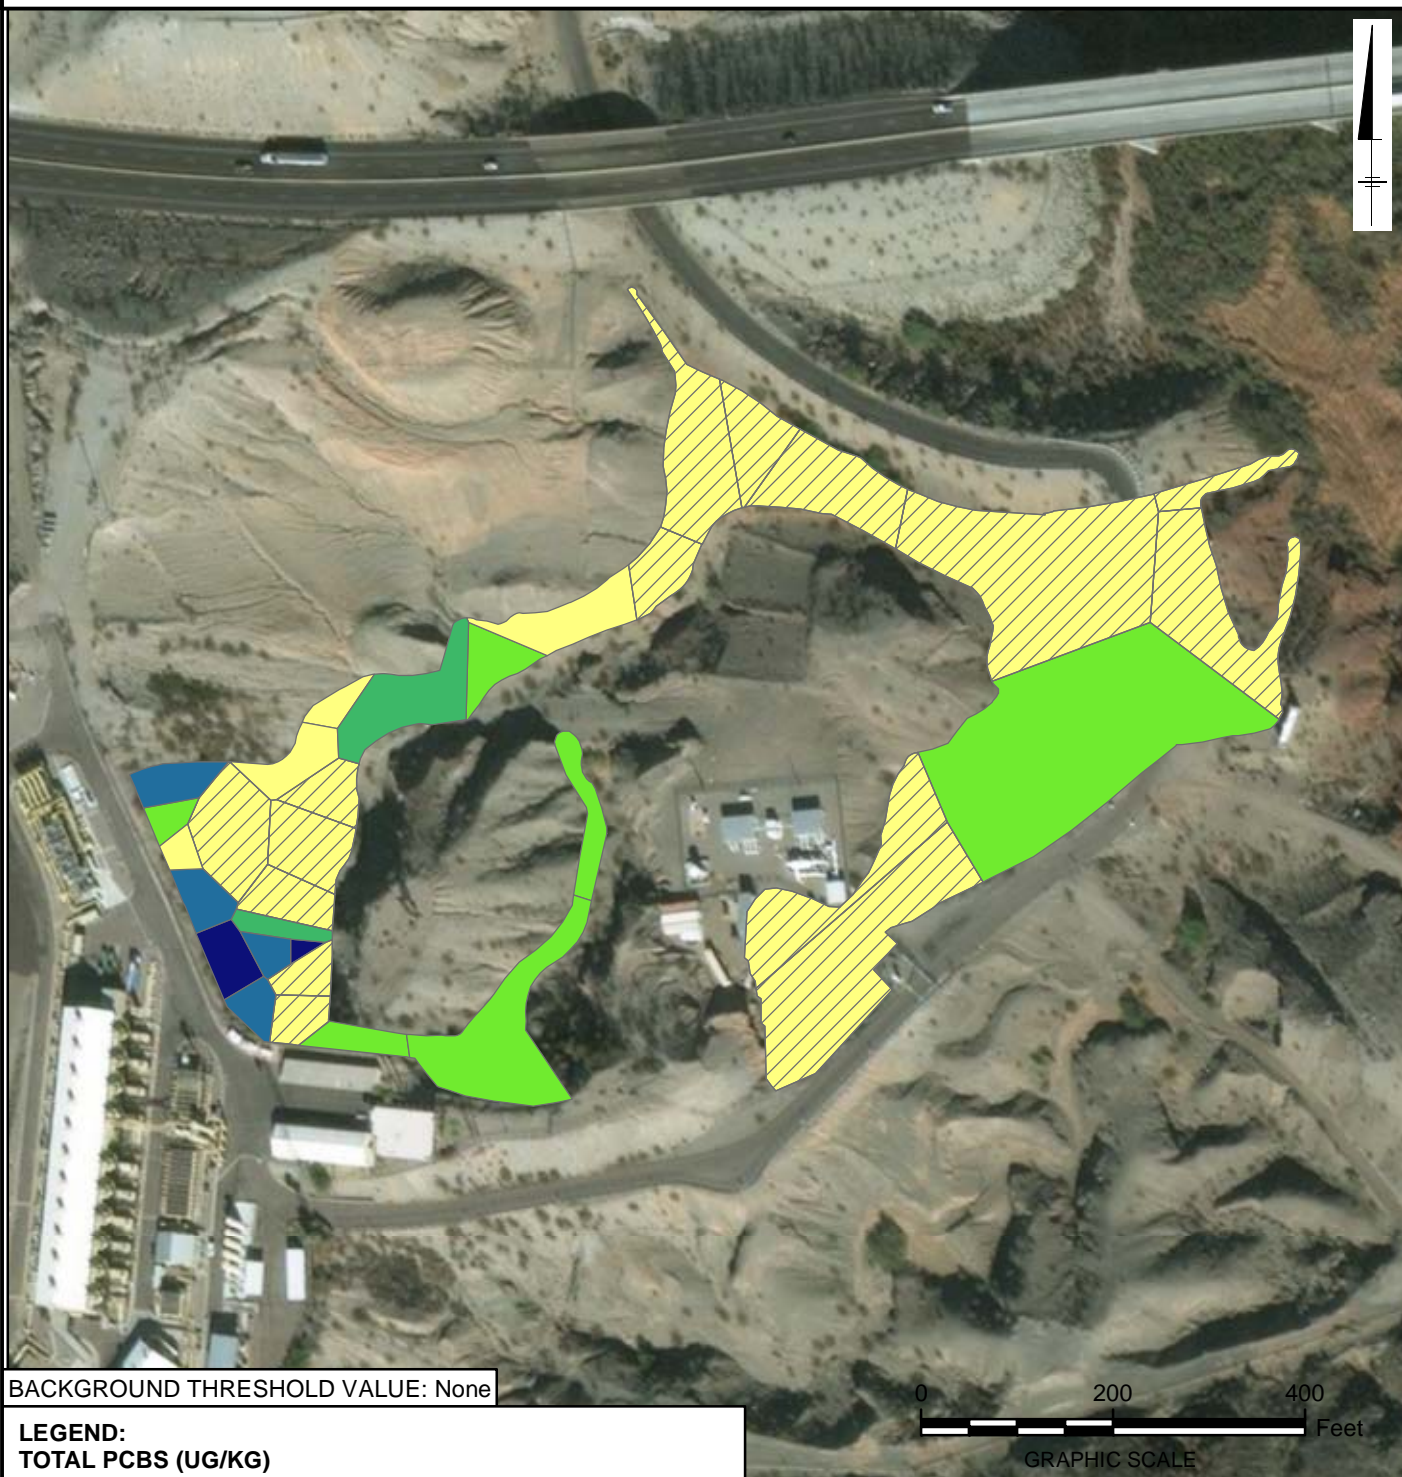 BACKGROUND THRESHOLD VALUE: None
LEGEND:
TOTAL PCBS (UG/KG)
0 200 400
Feet
GRAPHIC SCALE